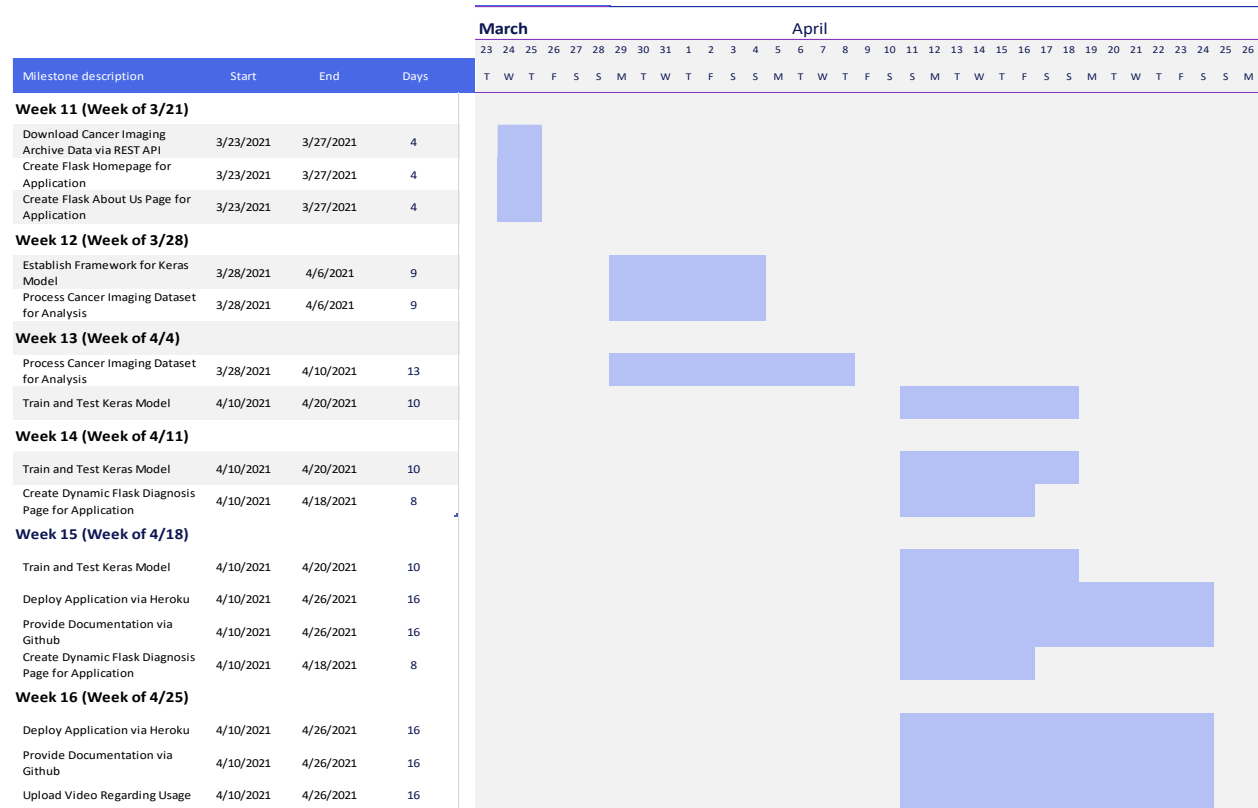 March April
23 24 25 26 27 28 29 30 31 1 2 3 4 5 6 7 8 9 10 11 12 13 14 15 16 17 18 19 20 21 22 23 24 25 26
Milestone description Start End Days T W T F S S M T W T F S S M T W T F S S M T W T F S S M T W T F S S M
Week 11 (Week of 3/21)
Download Cancer Imaging
Archive Data via REST API 3/23/2021 3/27/2021 4
Create Flask Homepage for
Application 3/23/2021 3/27/2021 4
Create Flask About Us Page for
Application 3/23/2021 3/27/2021 4
Week 12 (Week of 3/28)
Establish Framework for Keras
Model 3/28/2021 4/6/2021 9
Process Cancer Imaging Dataset
for Analysis 3/28/2021 4/6/2021 9
Week 13 (Week of 4/4)
Process Cancer Imaging Dataset
for Analysis 3/28/2021 4/10/2021 13
Train and Test Keras Model 4/10/2021 4/20/2021 10
Week 14 (Week of 4/11)
Train and Test Keras Model 4/10/2021 4/20/2021 10
Create Dynamic Flask Diagnosis
Page for Application 4/10/2021 4/18/2021 8
Week 15 (Week of 4/18)
Train and Test Keras Model 4/10/2021 4/20/2021 10
Deploy Application via Heroku 4/10/2021 4/26/2021 16
Provide Documentation via
Github 4/10/2021 4/26/2021 16
Create Dynamic Flask Diagnosis
Page for Application 4/10/2021 4/18/2021 8
Week 16 (Week of 4/25)
Deploy Application via Heroku 4/10/2021 4/26/2021 16
Provide Documentation via
Github 4/10/2021 4/26/2021 16
Upload Video Regarding Usage 4/10/2021 4/26/2021 16